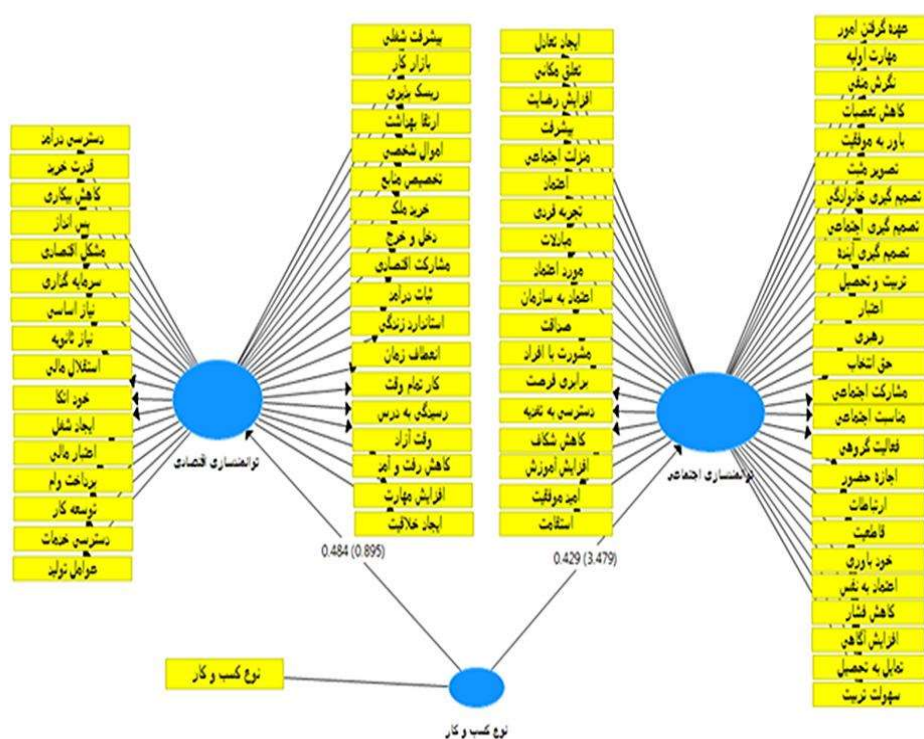 عهده گرفتن امور
مهارت اولیه
نگرش منفی
کاهش تعصبات
باور به موفقیت
تصویر مثبت
تصمیم گیری خانوادگی
تصمیم گیری اجتماعی
تصمیم گیری آینده
تربیت و تحصیل
اعتبار
رهبری
حق انتخاب
مشارکت اجتماعی
مناسبت اجتماعی
فعالیت گروهی
اجازه حضور
ارتباطات
قاطعیت
خود باوری
اعتماد به نفس
کاهش فشار
افزایش آگاهی
تمایل به تحصیل
سهولت تربیت
توانمندسازی اجتماعی
ایجاد تعادل
تعلق مکانی
افزایش رضایت
پیشرفت
منزلت اجتماعی
اعتماد
تجربه فردی
مبادلات
مورد اعتماد
اعتماد به سازمان
صداقت
مشورت با افراد
برابری فرصت
دسترسی به تغذیه
کاهش شکاف
افزایش آموزش
امید موفقیت
استقامت
پیشرفت شغلی
بازار کار
ریسک پذیری
ارتقا بهداشت
اموال شخصی
تخصیص منابع
خرید ملک
دخل و خرج
مشارکت اقتصادی
ثبات درآمد
استاندارد زندگی
انعطاف زمان
کار تمام وقت
رسیدگی به درس
وقت آزاد
کاهش رفت و آمد
افزایش مهارت
ایجاد خلاقیت
توانمندسازی اقتصادی
دسترسی درآمد
قدرت خرید
کاهش بیکاری
پس انداز
مشکل اقتصادی
سرمایه گذاری
نیاز اساسی
نیاز ثانویه
استقلال مالی
خود اتکا
ایجاد شغل
اعتبار مالی
پرداخت وام
توسعه کار
دسترسی خدمات
عوامل تولید
0.484 (0.895)
0.429 (3.479)
نوع کسب و کار
نوع کسب و کار